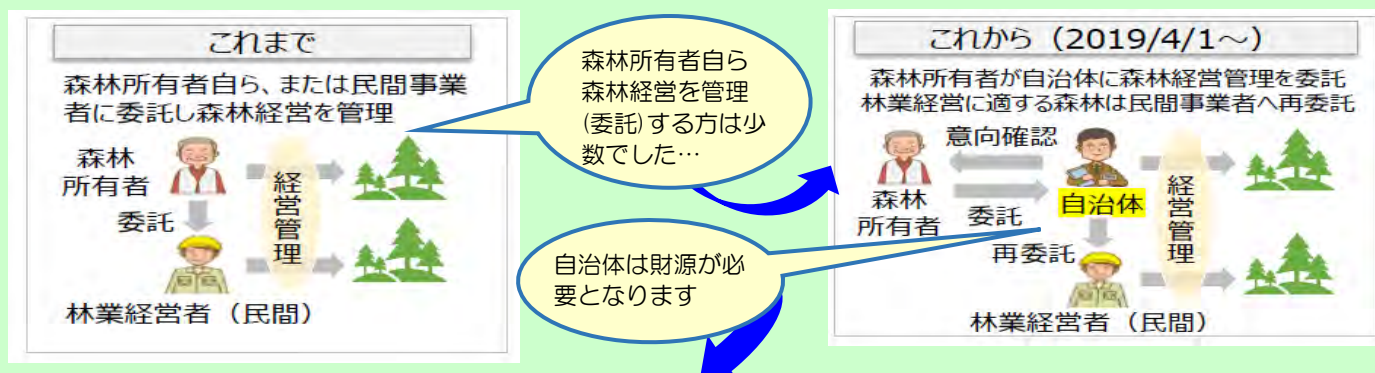 これまで
森林所有者自ら、または民間事業
者に委託し森林経営を管理
森林
所有者
委託
経営管理
林業経営者（民間）
森林所有者自ら
森林経営を管理
(委託)する方は少
数でした…
自治体は財源が必
要となります
これから（2019/4/1～）
森林所有者が自治体に森林経営管理を委託
林業経営に適する森林は民間事業者へ再委託
意向確認
森林
所有者
委託
自治体
再委託
経営管理
林業経営者（民間）